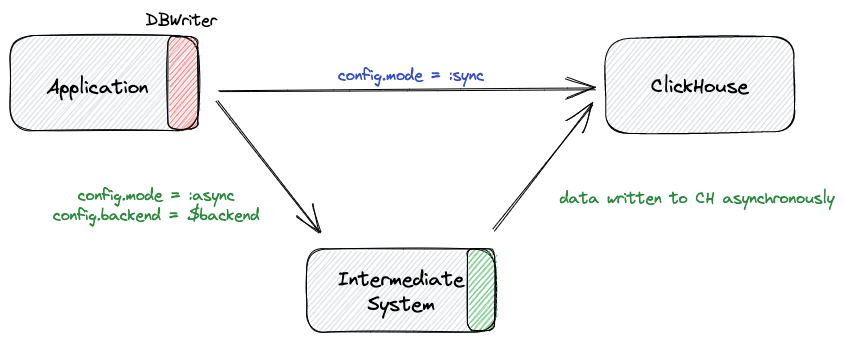 DBWriter
Application
config.mode = :sync
ClickHouse
config.mode = :async
config.backend = $backend
data written to CH asynchronously
Intermediate
System